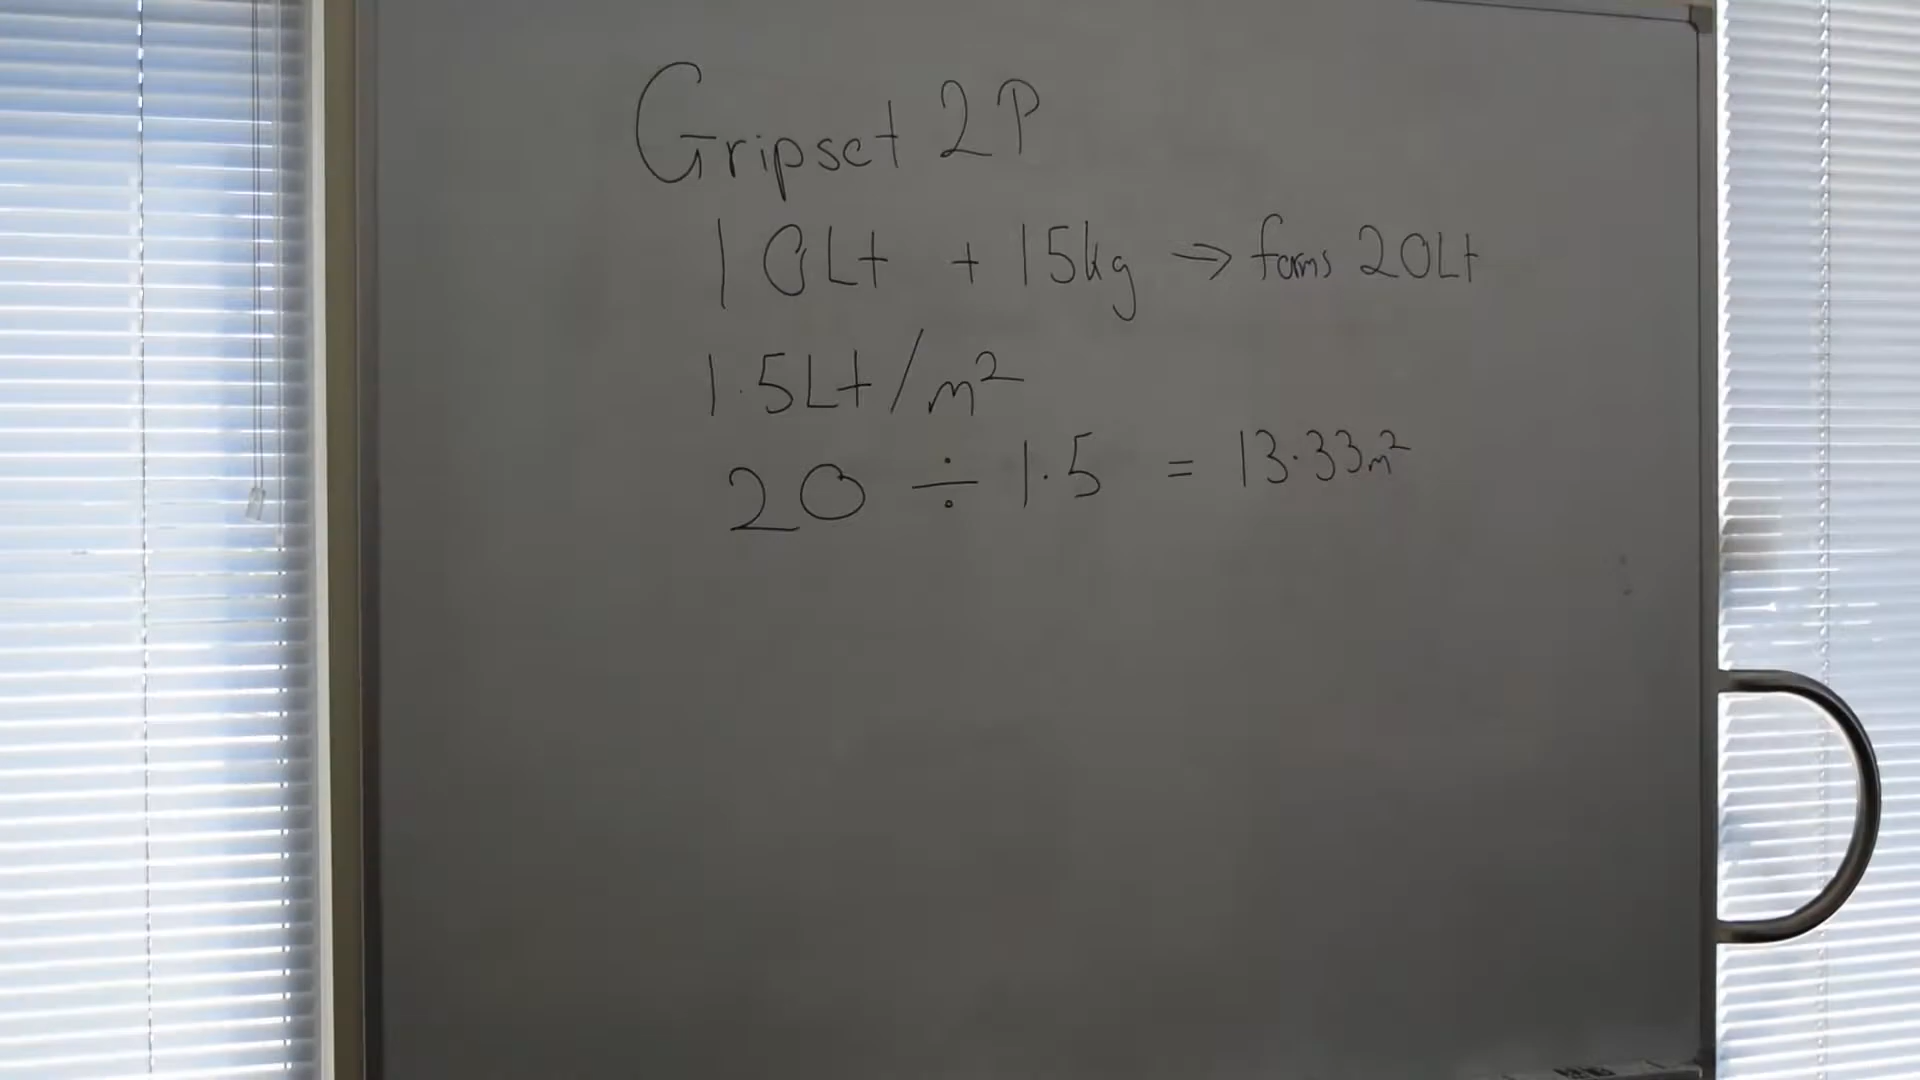 Gripset 2P
10Lt + 15kg ⇒ forms 20Lt
1.5Lt/m²
20 ÷ 1.5 = 13.33m²